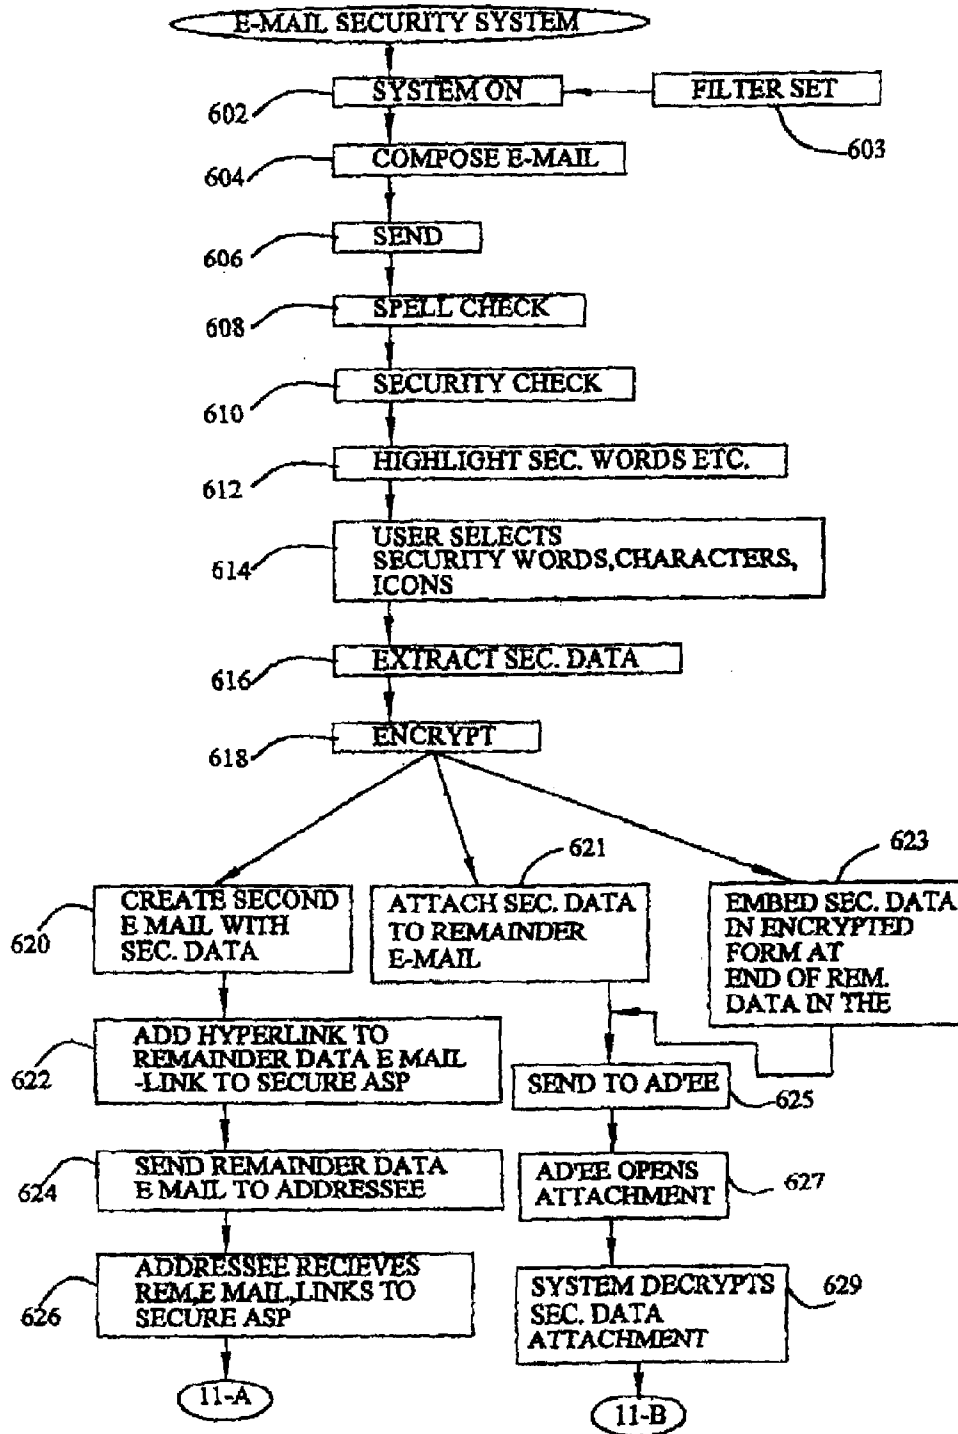 E-MAIL SECURITY SYSTEM
SYSTEM ON
602
FILTER SET
603
COMPOSE E-MAIL
604
SEND
606
SPELL CHECK
608
SECURITY CHECK
610
HIGHLIGHT SEC. WORDS ETC.
612
USER SELECTS
SECURITY WORDS,CHARACTERS,
ICONS
614
EXTRACT SEC. DATA
616
ENCRYPT
618
CREATE SECOND
E MAIL WITH
SEC. DATA
620
ATTACH SEC. DATA
TO REMAINDER
E-MAIL
621
EMBED SEC. DATA
IN ENCRYPTED
FORM AT
END OF REM.
DATA IN THE
623
ADD HYPERLINK TO
REMAINDER DATA E MAIL
-LINK TO SECURE ASP
622
SEND TO AD'EE
625
SEND REMAINDER DATA
E MAIL TO ADDRESSEE
624
AD'EE OPENS
ATTACHMENT
627
ADDRESSEE RECIEVES
REM,E MAIL,LINKS TO
SECURE ASP
626
SYSTEM DECRYPTS
SEC. DATA
ATTACHMENT
629
11-A
11-B